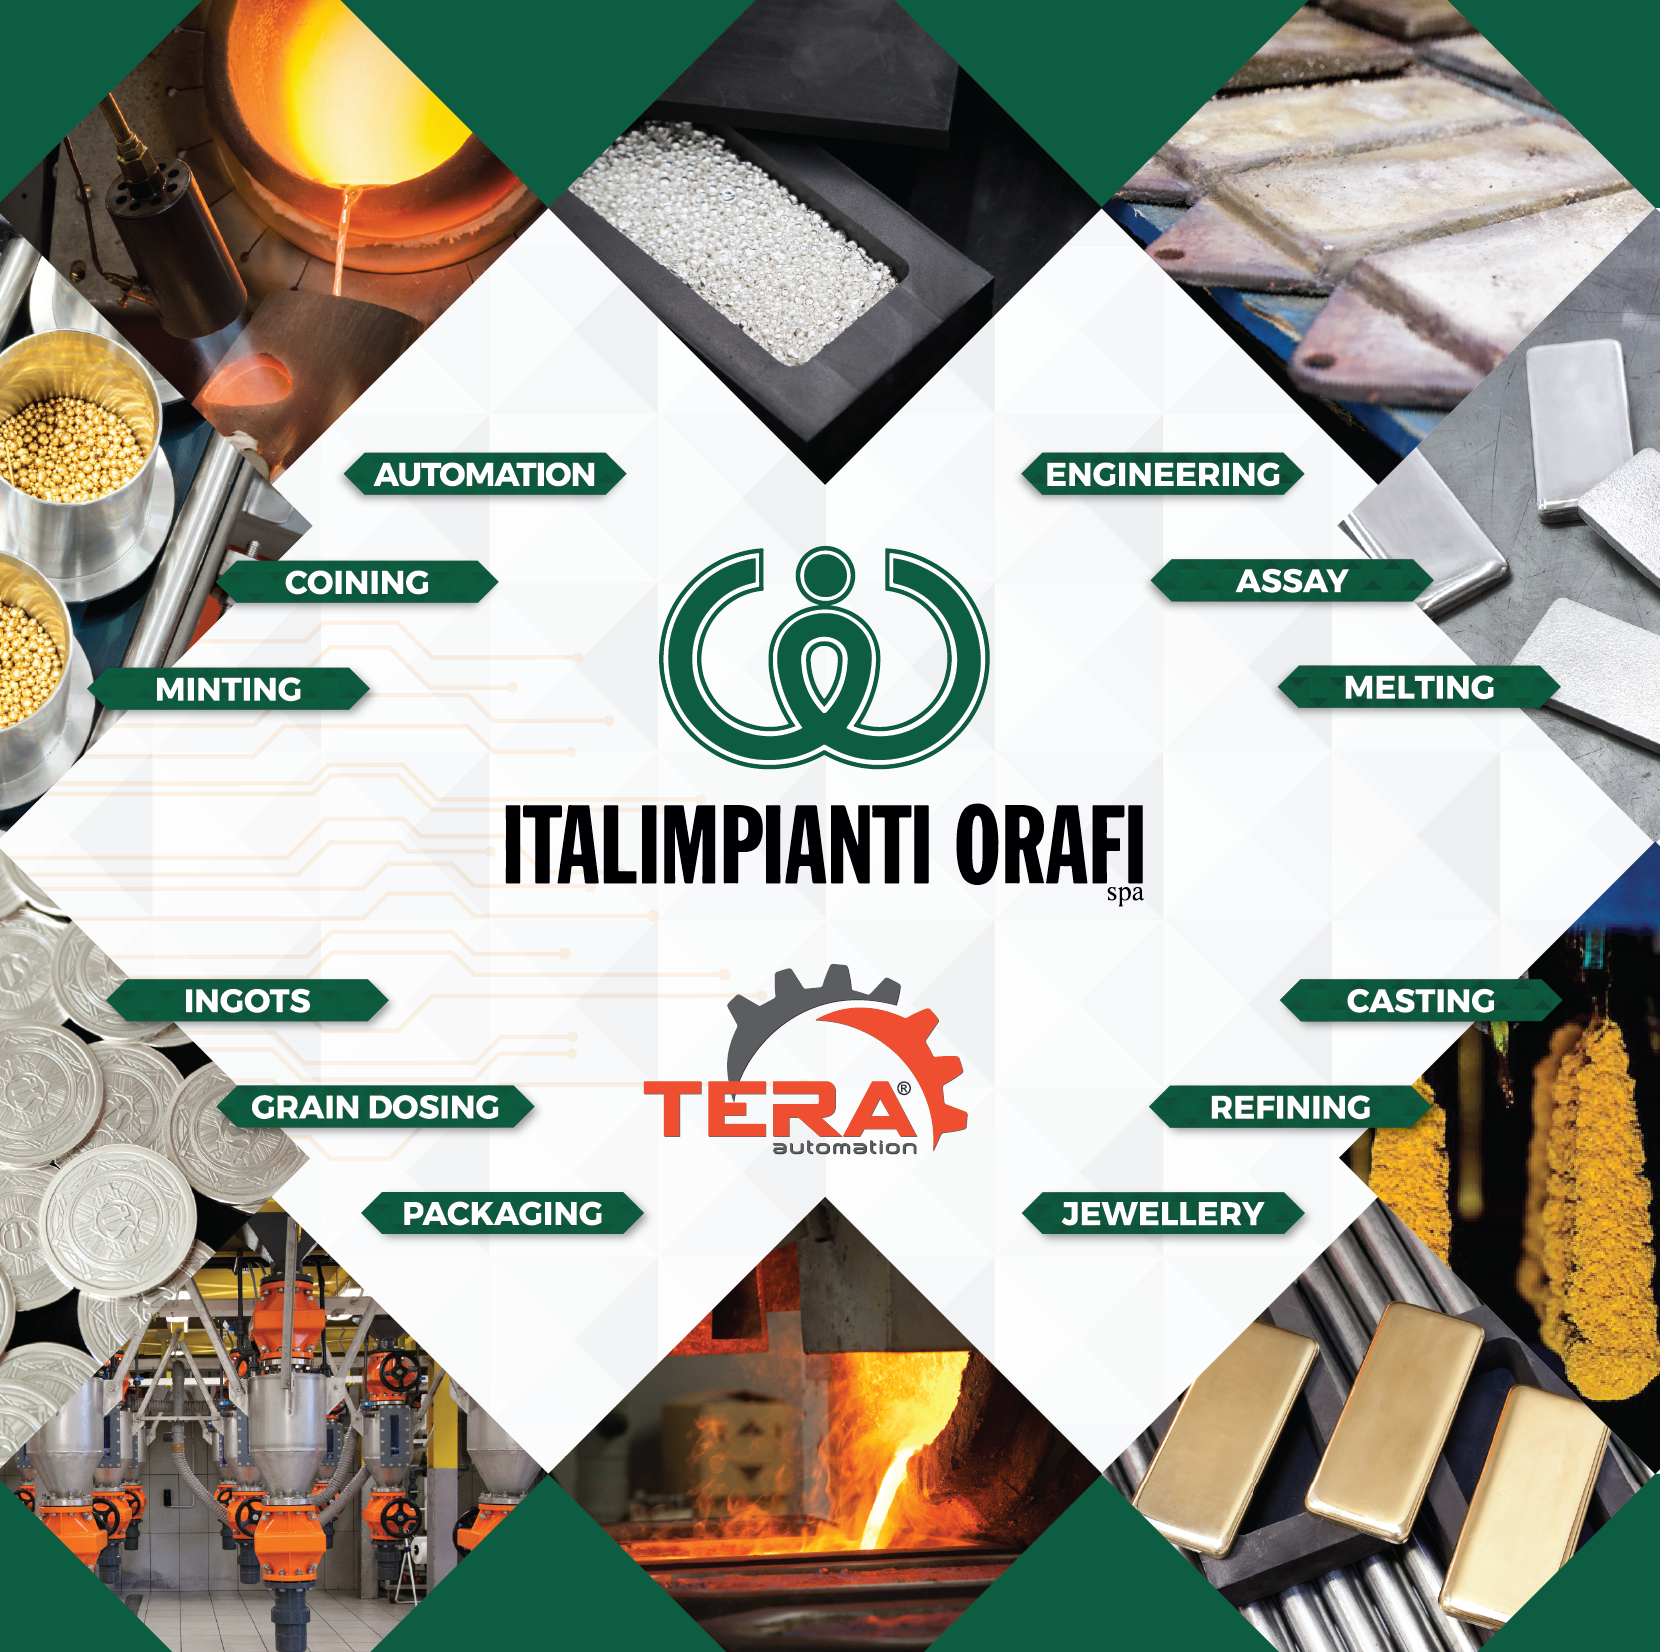 AUTOMATION
ENGINEERING
COINING
ASSAY
MINTING
MELTING
ITALIMPIANTI ORAFI
spa
INGOTS
CASTING
TERA®
automation
GRAIN DOSING
REFINING
PACKAGING
JEWELLERY